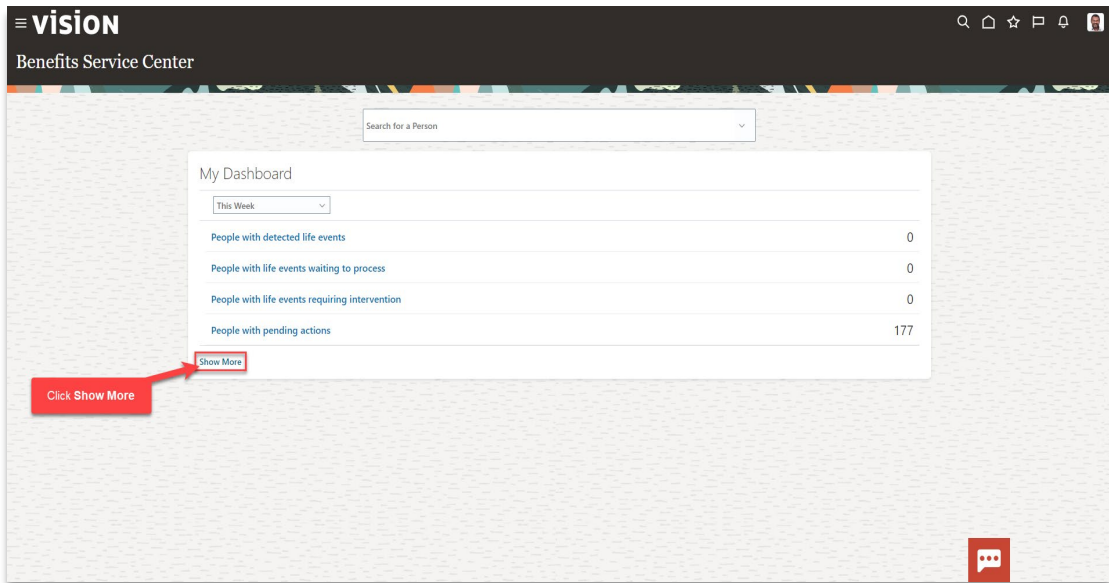 vision
Benefits Service Center
Search for a Person
My Dashboard
This Week
People with detected life events 0
People with life events waiting to process 0
People with life events requiring intervention 0
People with pending actions 177
Show More
Click Show More